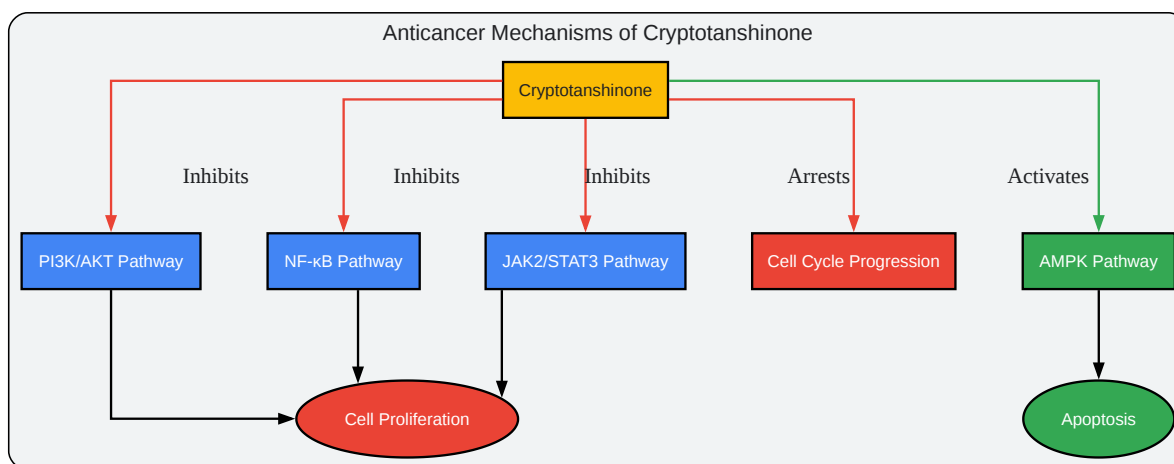 Anticancer Mechanisms of Cryptotanshinone
Cryptotanshinone
Inhibits
Inhibits
Inhibits
Arrests
Activates
PI3K/AKT Pathway
NF-κB Pathway
JAK2/STAT3 Pathway
Cell Cycle Progression
AMPK Pathway
Cell Proliferation
Apoptosis